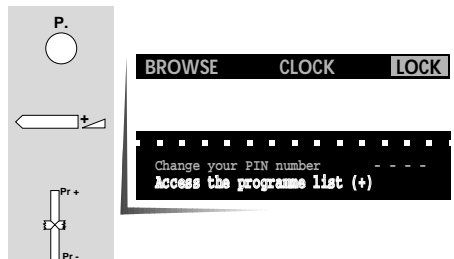 P.
BROWSE CLOCK LOCK
+
Change your PIN number - - - -
Access the programme list (+)
Pr +
Pr -